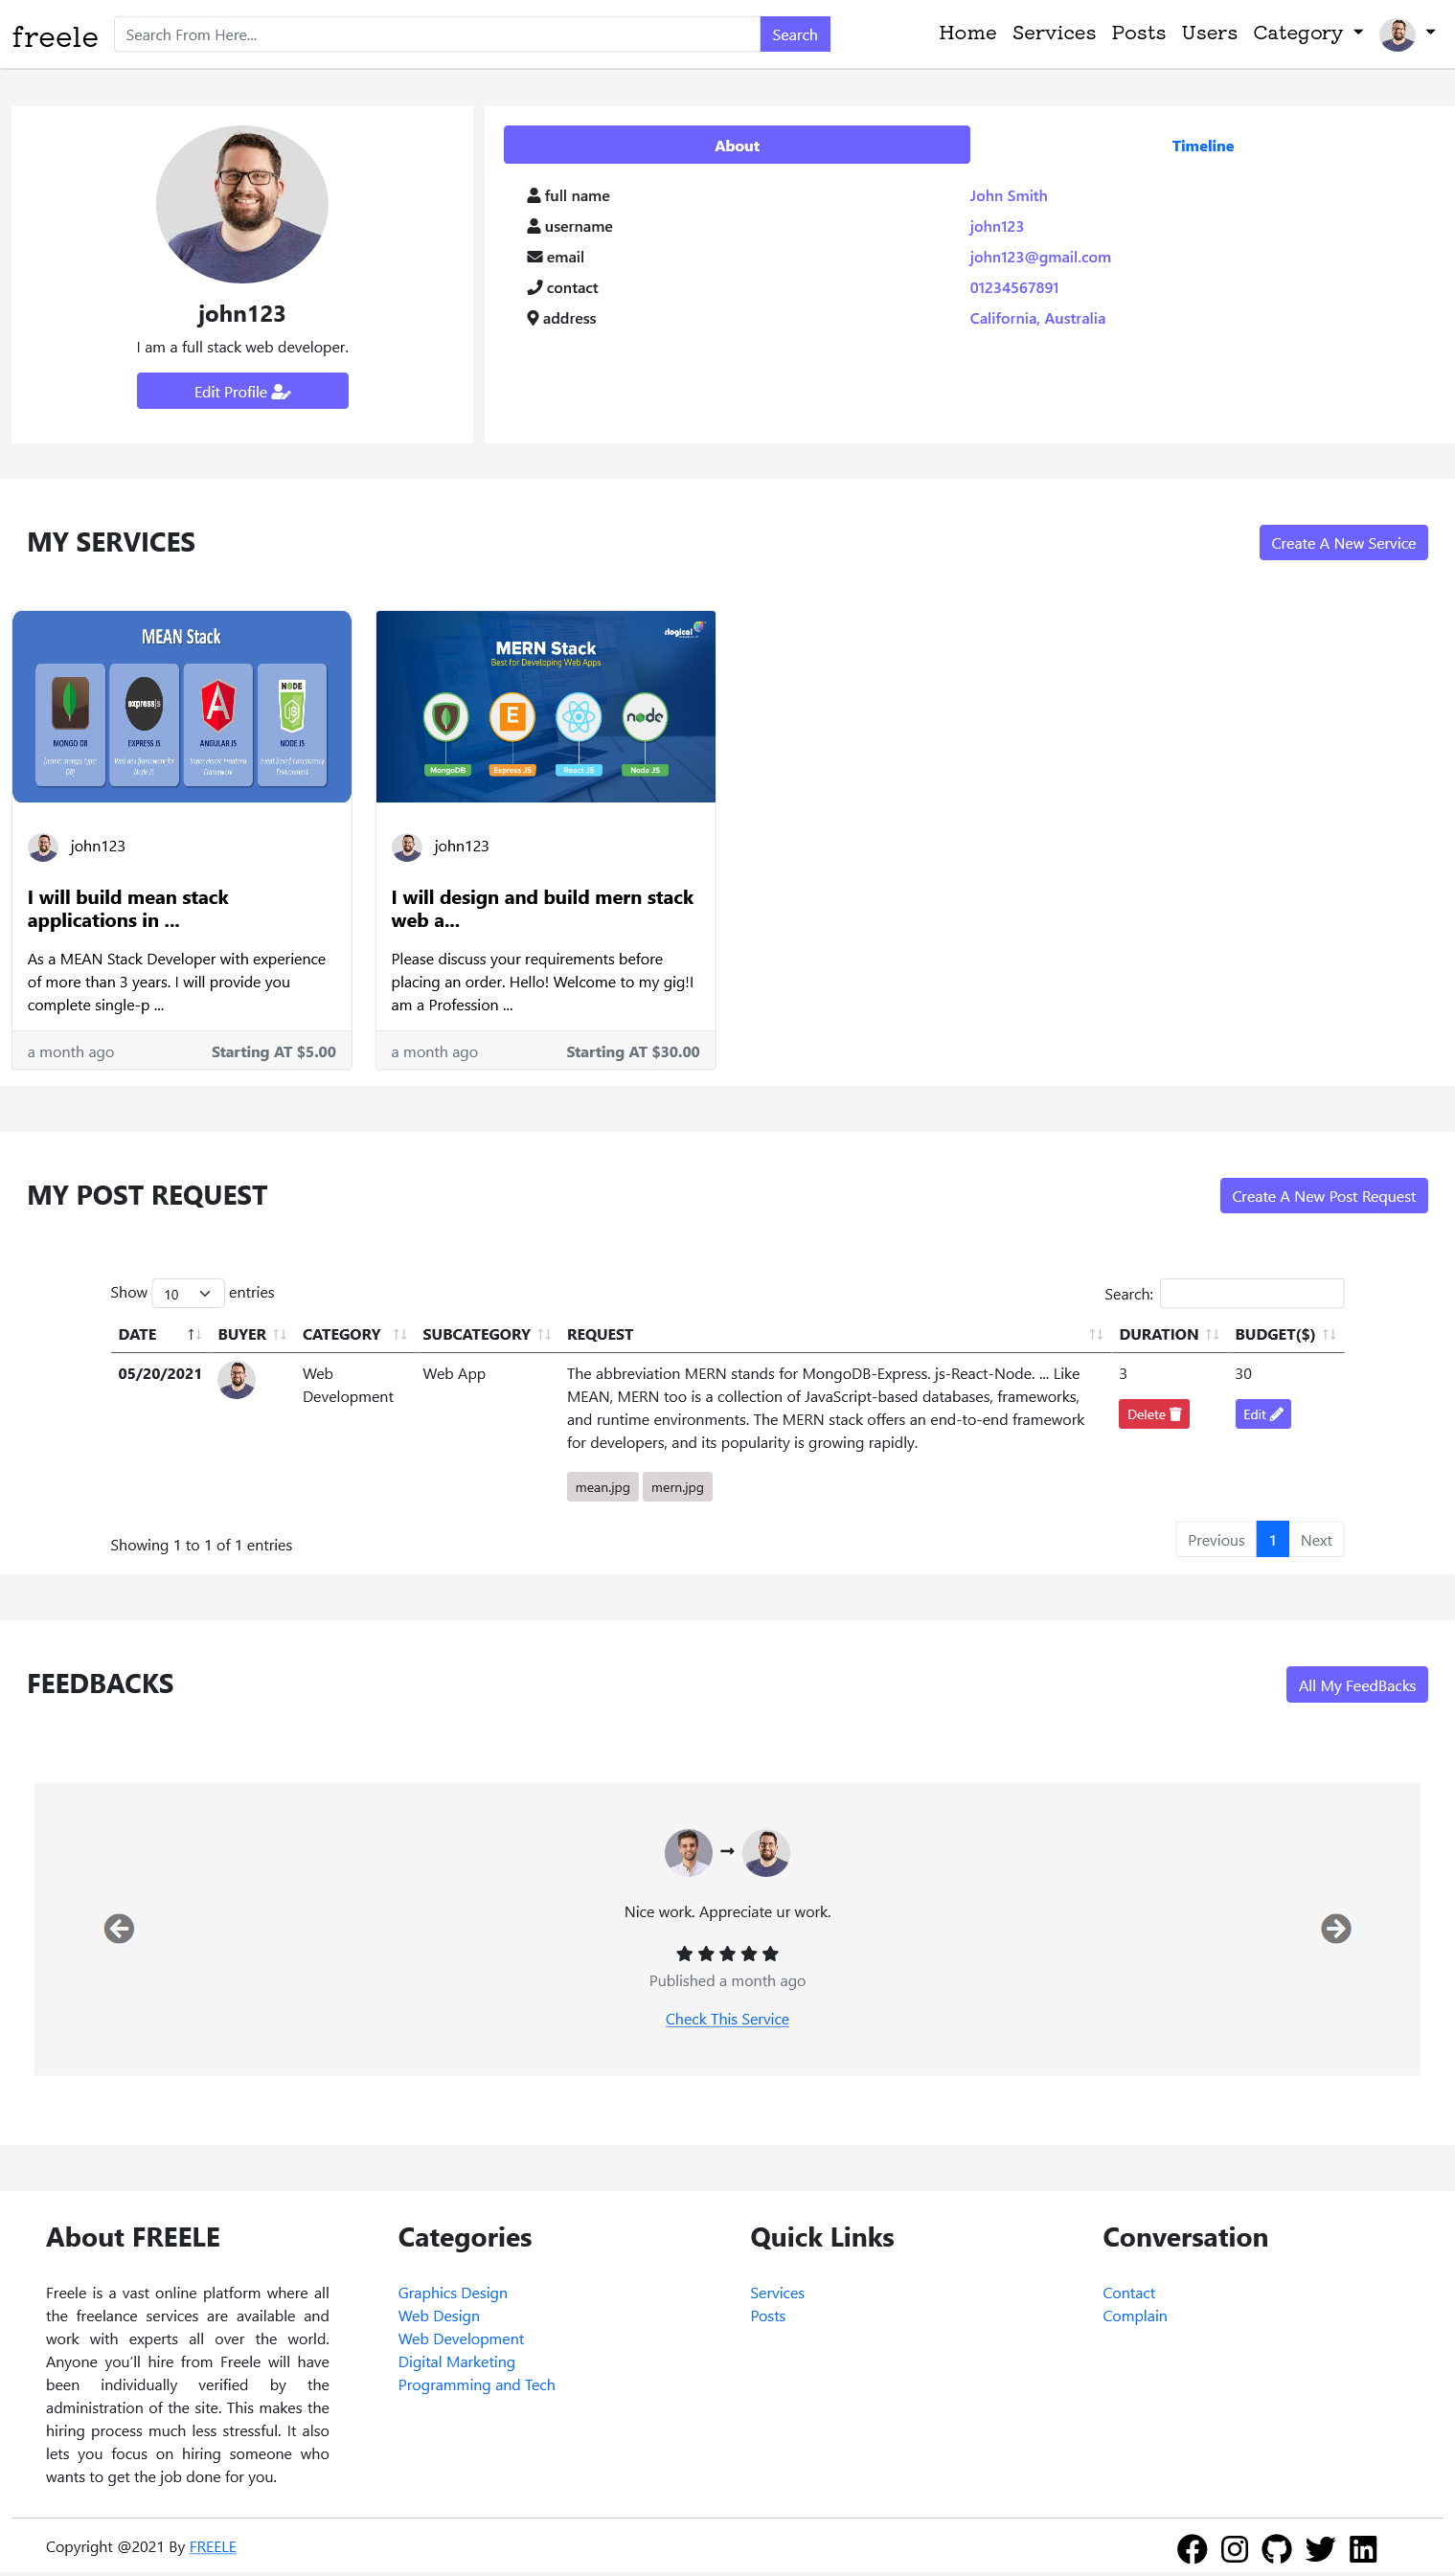 freele
Search From Here...
Search
Home Services Posts Users Category
About
Timeline
full name John Smith
username john123
email john123@gmail.com
contact 01234567891
address California, Australia
john123
I am a full stack web developer.
Edit Profile
MY SERVICES
Create A New Service
MEAN Stack
MONGO DB
expressjs
EXPRESS JS
ANGULAR JS
NODE
NODE JS
rlogical
MERN Stack
Best for Developing Web Apps
E
node
MongoDB
Express JS
React JS
Node JS
john123
I will build mean stack
applications in ...
As a MEAN Stack Developer with experience
of more than 3 years. I will provide you
complete single-p ...
a month ago Starting AT $5.00
john123
I will design and build mern stack
web a...
Please discuss your requirements before
placing an order. Hello! Welcome to my gig!I
am a Profession ...
a month ago Starting AT $30.00
MY POST REQUEST
Create A New Post Request
Show 10 entries
Search:
DATE BUYER CATEGORY SUBCATEGORY REQUEST DURATION BUDGET($)
05/20/2021
Web
Development
Web App
The abbreviation MERN stands for MongoDB-Express. js-React-Node. ... Like
MEAN, MERN too is a collection of JavaScript-based databases, frameworks,
and runtime environments. The MERN stack offers an end-to-end framework
for developers, and its popularity is growing rapidly.
mean.jpg mern.jpg
3
Delete
30
Edit
Showing 1 to 1 of 1 entries
Previous 1 Next
FEEDBACKS
All My FeedBacks
Nice work. Appreciate ur work.
Published a month ago
Check This Service
About FREELE
Freele is a vast online platform where all
the freelance services are available and
work with experts all over the world.
Anyone you’ll hire from Freele will have
been individually verified by the
administration of the site. This makes the
hiring process much less stressful. It also
lets you focus on hiring someone who
wants to get the job done for you.
Categories
Graphics Design
Web Design
Web Development
Digital Marketing
Programming and Tech
Quick Links
Services
Posts
Conversation
Contact
Complain
Copyright @2021 By FREELE